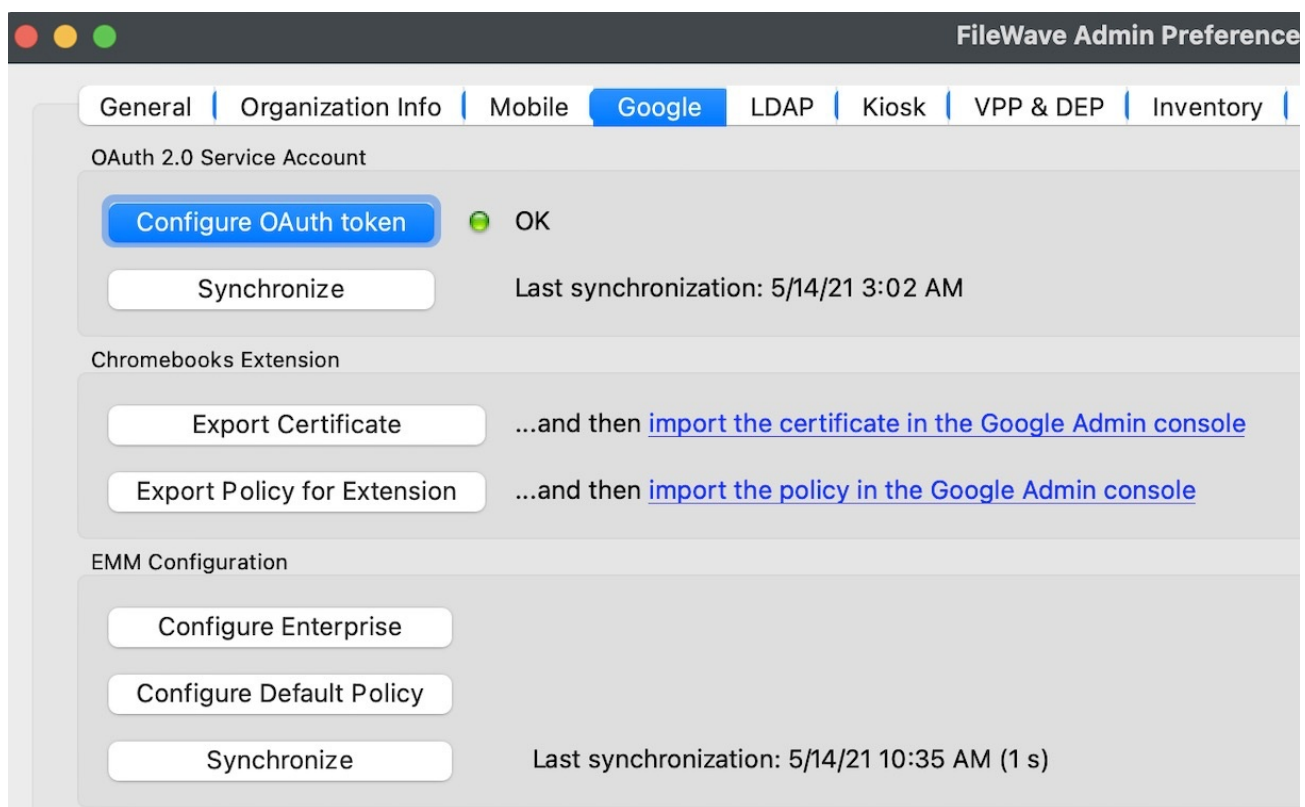 FileWave Admin Preference
General Organization Info Mobile Google LDAP Kiosk VPP & DEP Inventory
OAuth 2.0 Service Account
Configure OAuth token OK
Synchronize Last synchronization: 5/14/21 3:02 AM
Chromebooks Extension
Export Certificate ...and then import the certificate in the Google Admin console
Export Policy for Extension ...and then import the policy in the Google Admin console
EMM Configuration
Configure Enterprise
Configure Default Policy
Synchronize Last synchronization: 5/14/21 10:35 AM (1 s)